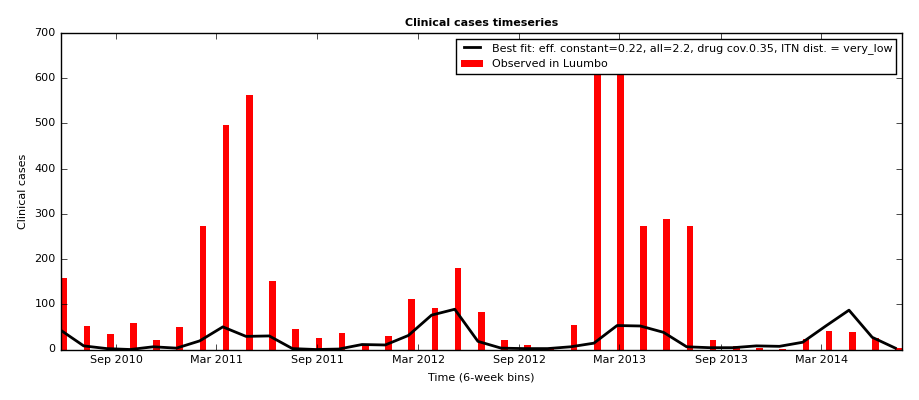 Clinical cases timeseries
Best fit: eff. constant=0.22, all=2.2, drug cov.0.35, ITN dist. = very_low
Observed in Luumbo
Clinical cases
700
600
500
400
300
200
100
0
Sep 2010
Mar 2011
Sep 2011
Mar 2012
Sep 2012
Mar 2013
Sep 2013
Mar 2014
Time (6-week bins)